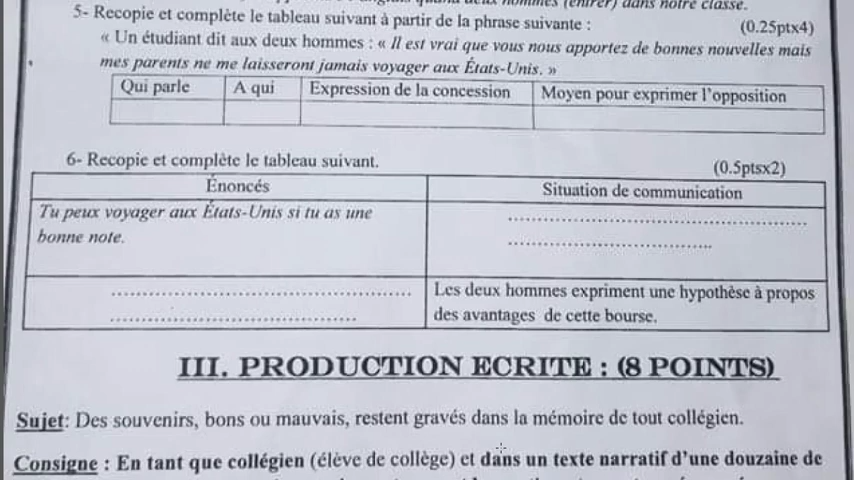 (entrer) dans notre classe.
5- Recopie et complète le tableau suivant à partir de la phrase suivante : (0.25ptx4)
« Un étudiant dit aux deux hommes : « Il est vrai que vous nous apportez de bonnes nouvelles mais
mes parents ne me laisseront jamais voyager aux États-Unis. »
Qui parle A qui Expression de la concession Moyen pour exprimer l'opposition
6- Recopie et complète le tableau suivant. (0.5ptsx2)
Énoncés Situation de communication
Tu peux voyager aux États-Unis si tu as une
bonne note.
Les deux hommes expriment une hypothèse à propos
des avantages de cette bourse.
III. PRODUCTION ECRITE : (8 POINTS)
Sujet: Des souvenirs, bons ou mauvais, restent gravés dans la mémoire de tout collégien.
Consigne : En tant que collégien (élève de collège) et dans un texte narratif d'une douzaine de